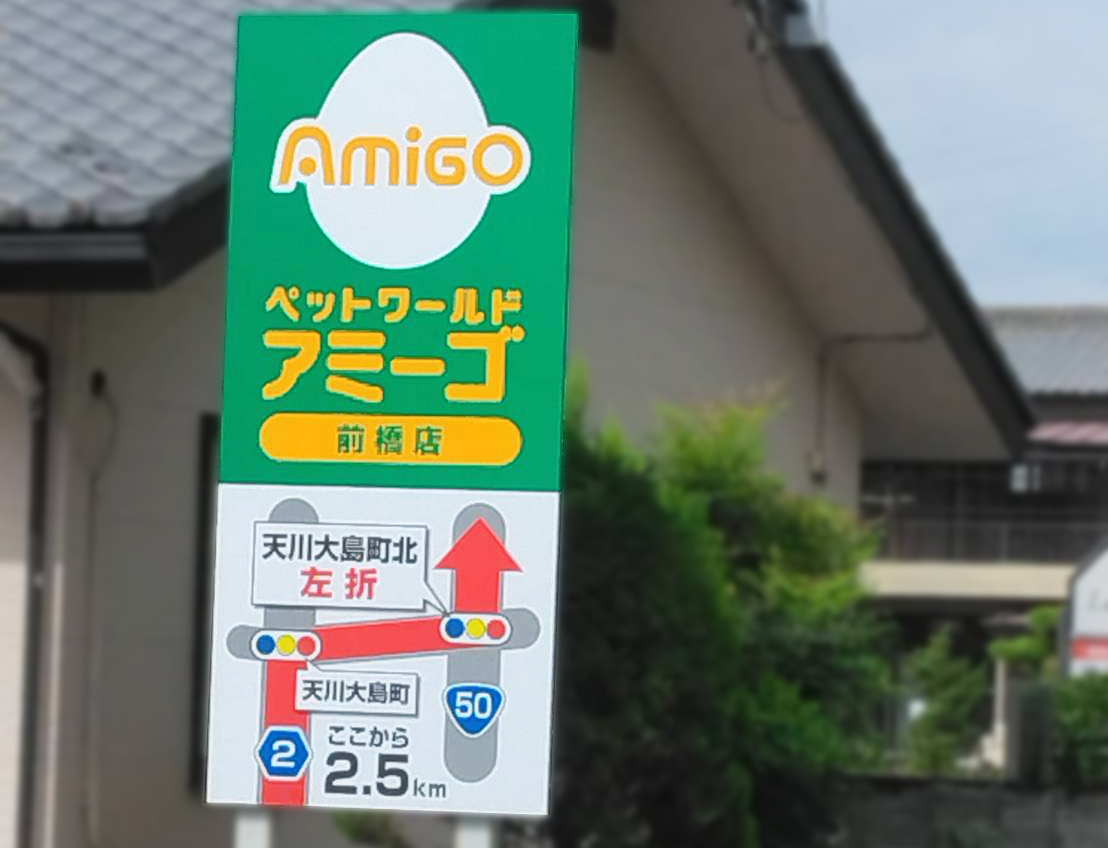 AmiGO
ペットワールド
アミーゴ
前橋店
天川大島町北
左折
天川大島町
50
2
ここから
2.5km